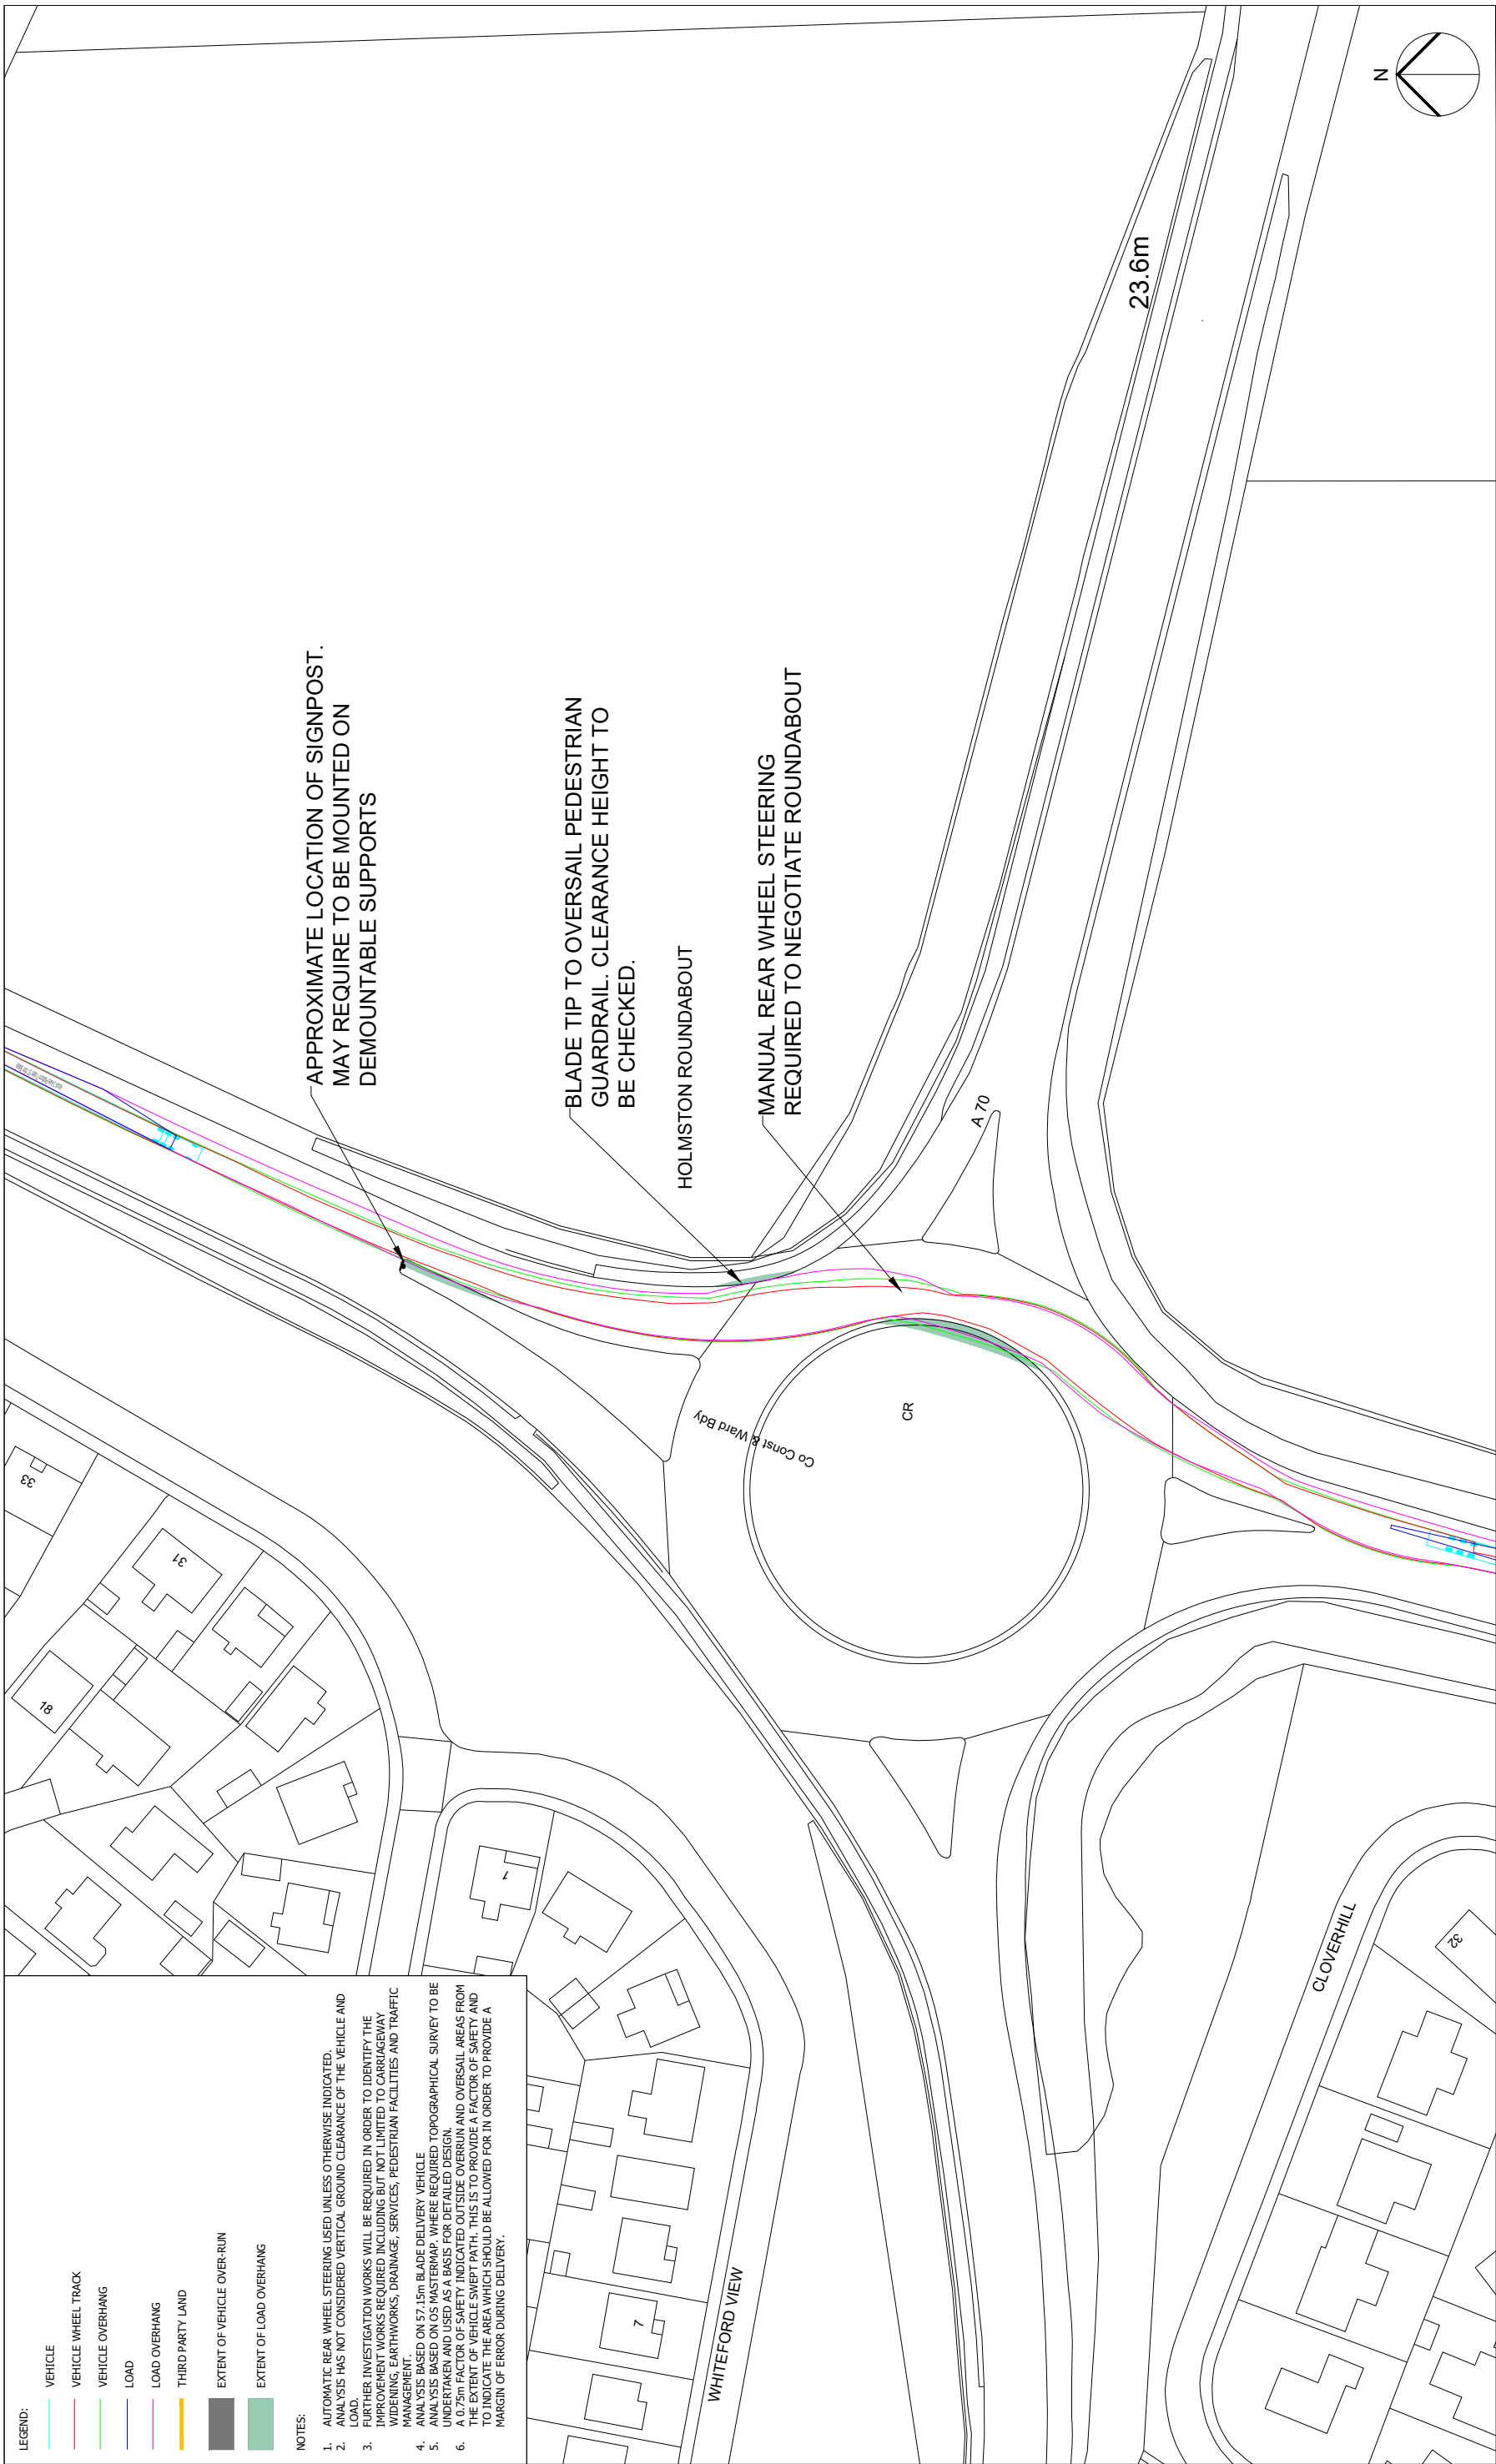 LEGEND:
VEHICLE
VEHICLE WHEEL TRACK
VEHICLE OVERHANG
LOAD
LOAD OVERHANG
THIRD PARTY LAND
EXTENT OF VEHICLE OVER-RUN
EXTENT OF LOAD OVERHANG
NOTES:
1. AUTOMATIC REAR WHEEL STEERING USED UNLESS OTHERWISE INDICATED.
2. ANALYSIS HAS NOT CONSIDERED VERTICAL GROUND CLEARANCE OF THE VEHICLE AND
LOAD.
3. FURTHER INVESTIGATION WORKS WILL BE REQUIRED IN ORDER TO IDENTIFY THE
IMPROVEMENT WORKS REQUIRED INCLUDING BUT NOT LIMITED TO CARRIAGEWAY
WIDENING, EARTHWORKS, DRAINAGE, SERVICES, PEDESTRIAN FACILITIES AND TRAFFIC
MANAGEMENT.
4. ANALYSIS BASED ON 57.15m BLADE DELIVERY VEHICLE
5. ANALYSIS BASED ON OS MASTERMAP. WHERE REQUIRED TOPOGRAPHICAL SURVEY TO BE
UNDERTAKEN AND USED AS A BASIS FOR DETAILED DESIGN.
6. A 0.75m FACTOR OF SAFETY INDICATED OUTSIDE OVERRUN AND OVERSAIL AREAS FROM
THE EXTENT OF VEHICLE SWEPT PATH. THIS IS TO PROVIDE A FACTOR OF SAFETY AND
TO INDICATE THE AREA WHICH SHOULD BE ALLOWED FOR IN ORDER TO PROVIDE A
MARGIN OF ERROR DURING DELIVERY.
33
31
18
1
7
WHITEFORD VIEW
APPROXIMATE LOCATION OF SIGNPOST.
MAY REQUIRE TO BE MOUNTED ON
DEMOUNTABLE SUPPORTS
BLADE TIP TO OVERSAIL PEDESTRIAN
GUARDRAIL. CLEARANCE HEIGHT TO
BE CHECKED.
HOLMSTON ROUNDABOUT
MANUAL REAR WHEEL STEERING
REQUIRED TO NEGOTIATE ROUNDABOUT
Co Const & Ward Bdy
CR
A 70
23.6m
CLOVERHILL
32
N